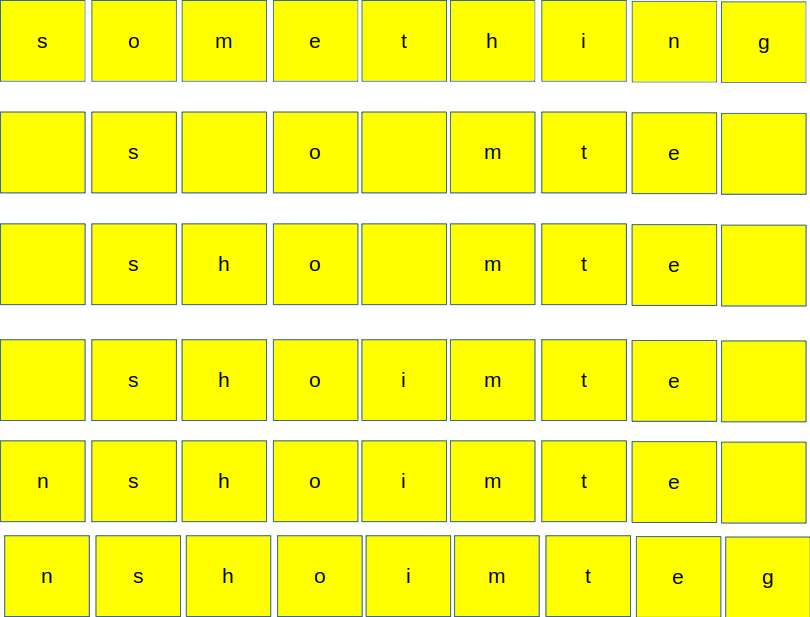 s o m e t h i n g
s o m t e
s h o m t e
s h o i m t e
n s h o i m t e
n s h o i m t e g